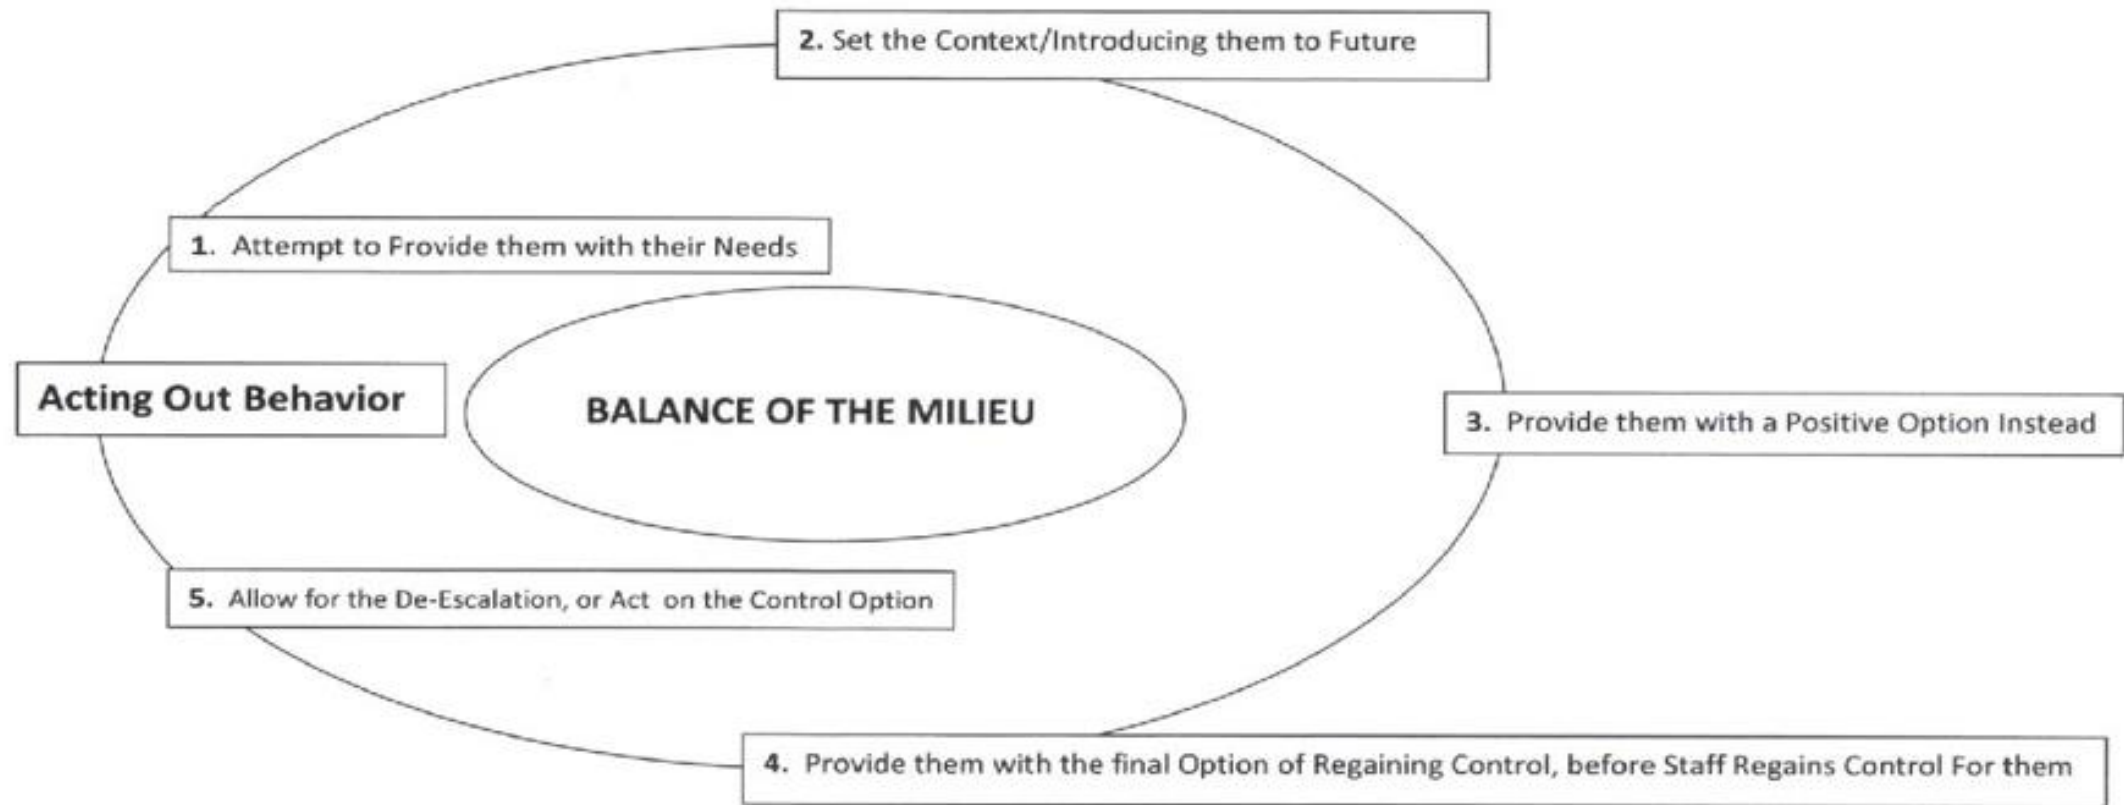 2. Set the Context/Introducing them to Future
1. Attempt to Provide them with their Needs
Acting Out Behavior
BALANCE OF THE MILIEU
3. Provide them with a Positive Option Instead
5. Allow for the De-Escalation, or Act on the Control Option
4. Provide them with the final Option of Regaining Control, before Staff Regains Control For them